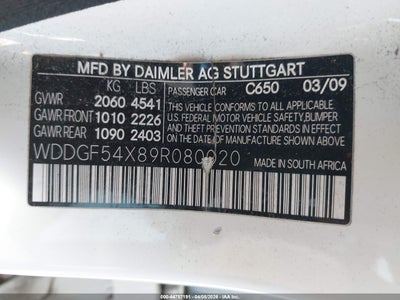 MFD BY DAIMLER AG STUTTGART
KG LBS PASSENGER CAR C650 03/09
GVWR 2060 4541 THIS VEHICLE CONFORMS TO ALL
GAWR FRONT 1010 2226 APPLICABLE U.S. FEDERAL MOTOR
GAWR REAR 1090 2403 VEHICLE SAFETY, BUMPER
AND THEFT PREVENTION STANDARDS
IN EFFECT ON THE DATE OF
MANUFACTURE SHOWN ABOVE.
WDDGF54X89R080020 MADE IN SOUTH AFRICA